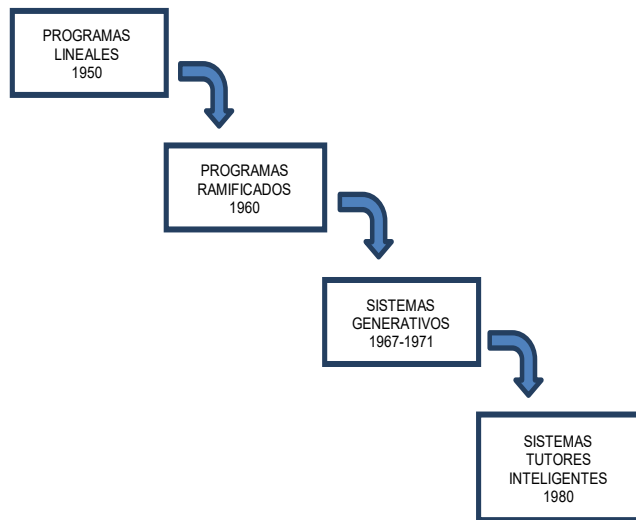 PROGRAMAS
LINEALES
1950
PROGRAMAS
RAMIFICADOS
1960
SISTEMAS
GENERATIVOS
1967-1971
SISTEMAS
TUTORES
INTELIGENTES
1980